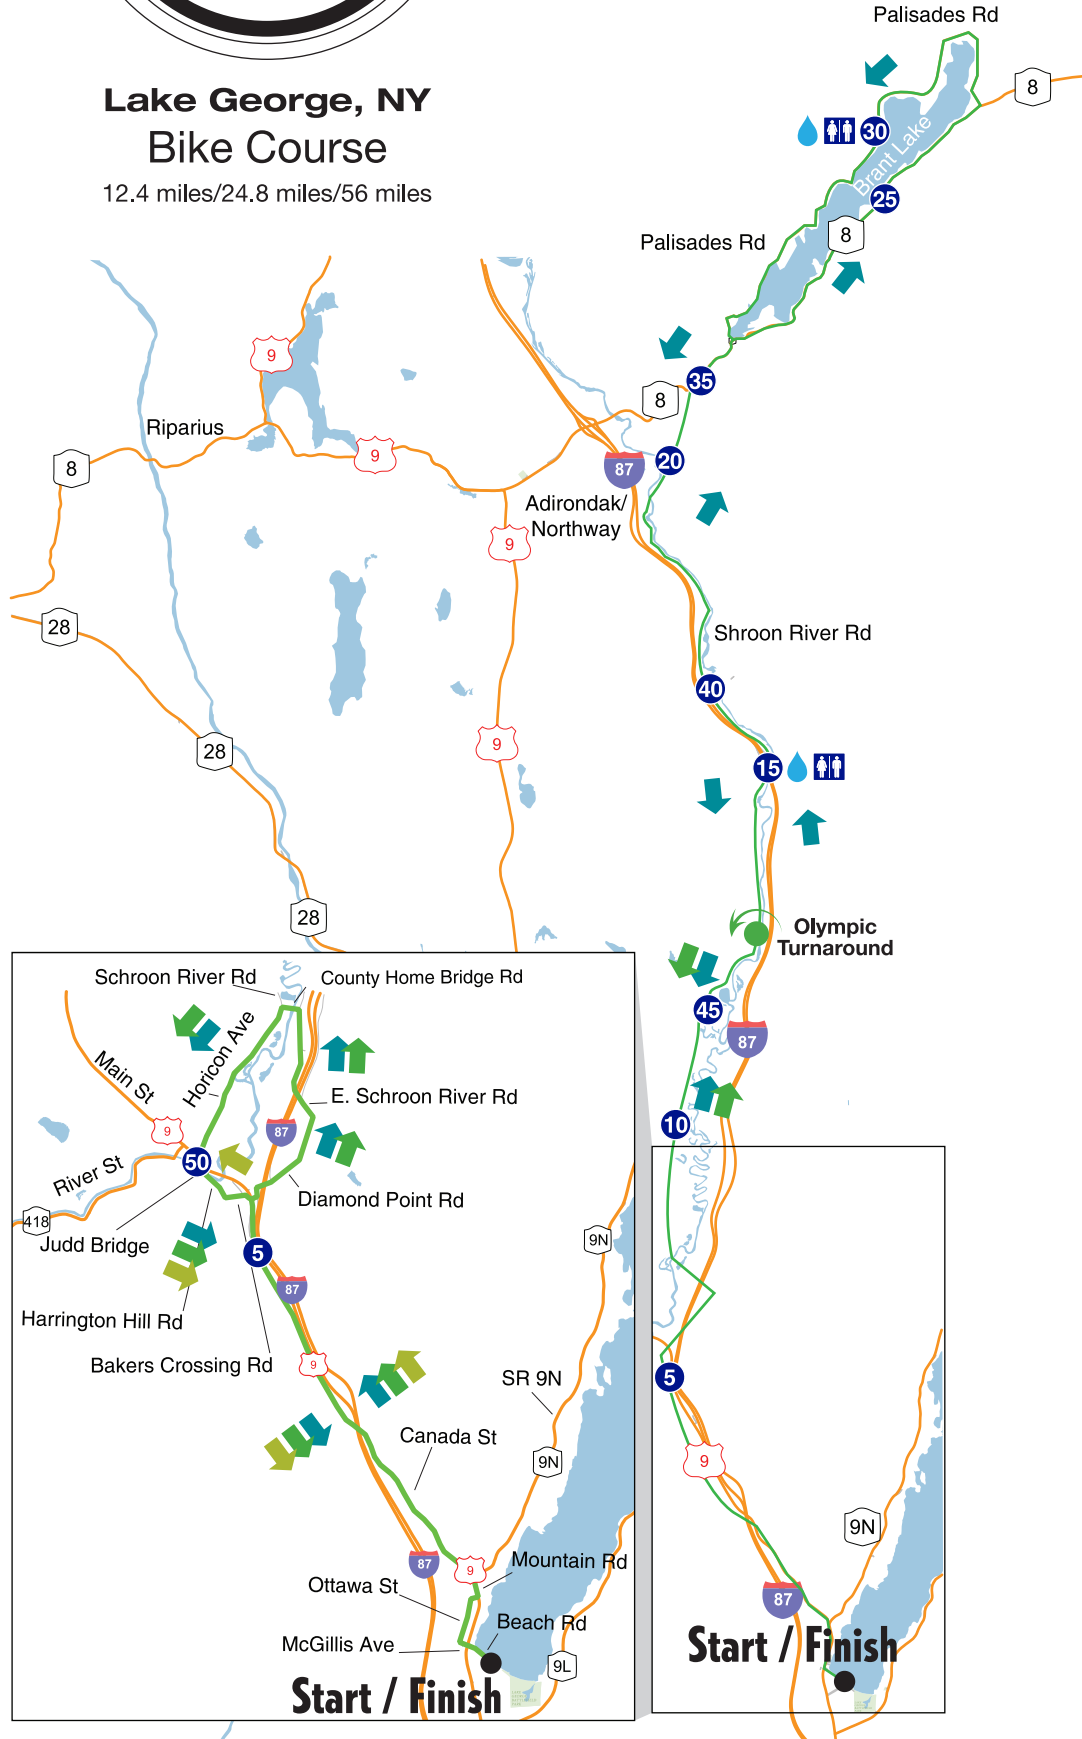 Palisades Rd
8
Lake George, NY
Bike Course
12.4 miles/24.8 miles/56 miles
30
Brant Lake
25
8
Palisades Rd
9
35
8
Riparius
9
8
20
87
Adirondak/
Northway
9
28
Shroon River Rd
40
9
28
15
28
Olympic
Turnaround
45
87
10
Schroon River Rd
County Home Bridge Rd
Horicon Ave
Main St
E. Schroon River Rd
9
87
50
River St
Diamond Point Rd
418
Judd Bridge
5
9N
87
Harrington Hill Rd
Bakers Crossing Rd
9
SR 9N
Canada St
9N
87
9
Mountain Rd
Ottawa St
Beach Rd
McGillis Ave
9L
Start / Finish
5
9
9N
87
Start / Finish